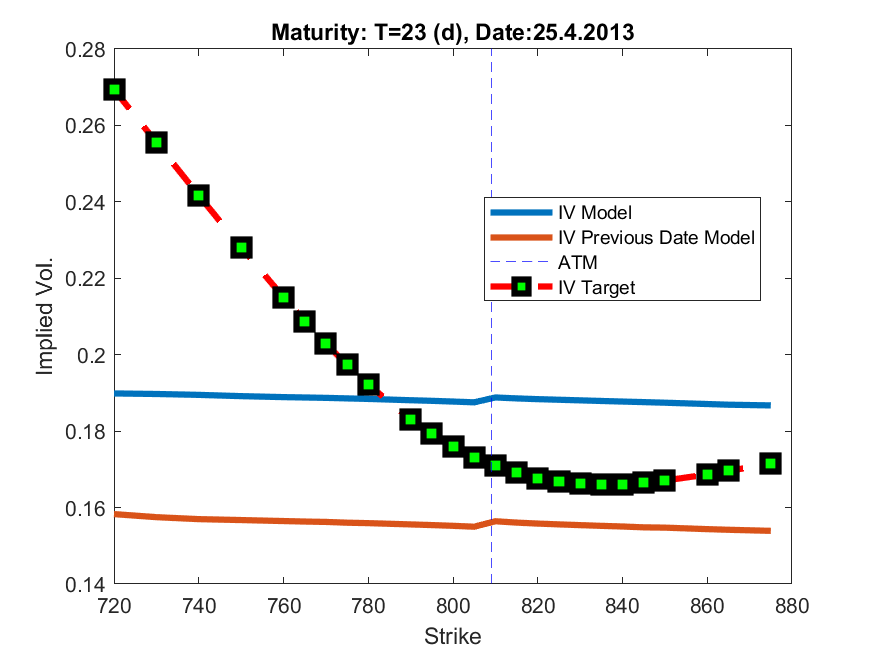 Maturity: T=23 (d), Date:25.4.2013
0.28
0.26
0.24
0.22
0.2
0.18
0.16
0.14
Implied Vol.
IV Model
IV Previous Date Model
ATM
IV Target
720 740 760 780 800 820 840 860 880
Strike